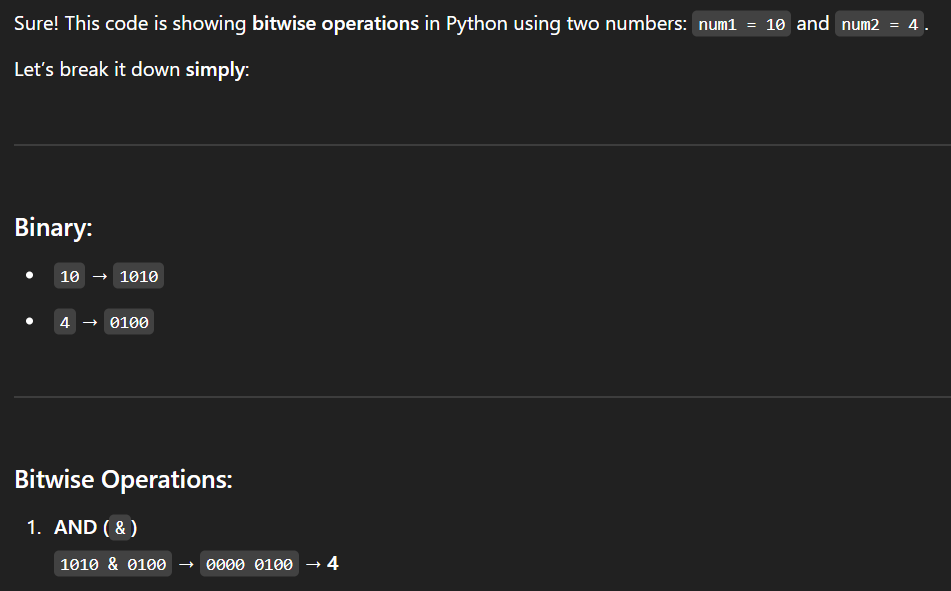 Sure! This code is showing bitwise operations in Python using two numbers: num1 = 10 and num2 = 4.
Let’s break it down simply:
Binary:
• 10 → 1010
• 4 → 0100
Bitwise Operations:
1. AND (&)
1010 & 0100 → 0000 0100 → 4